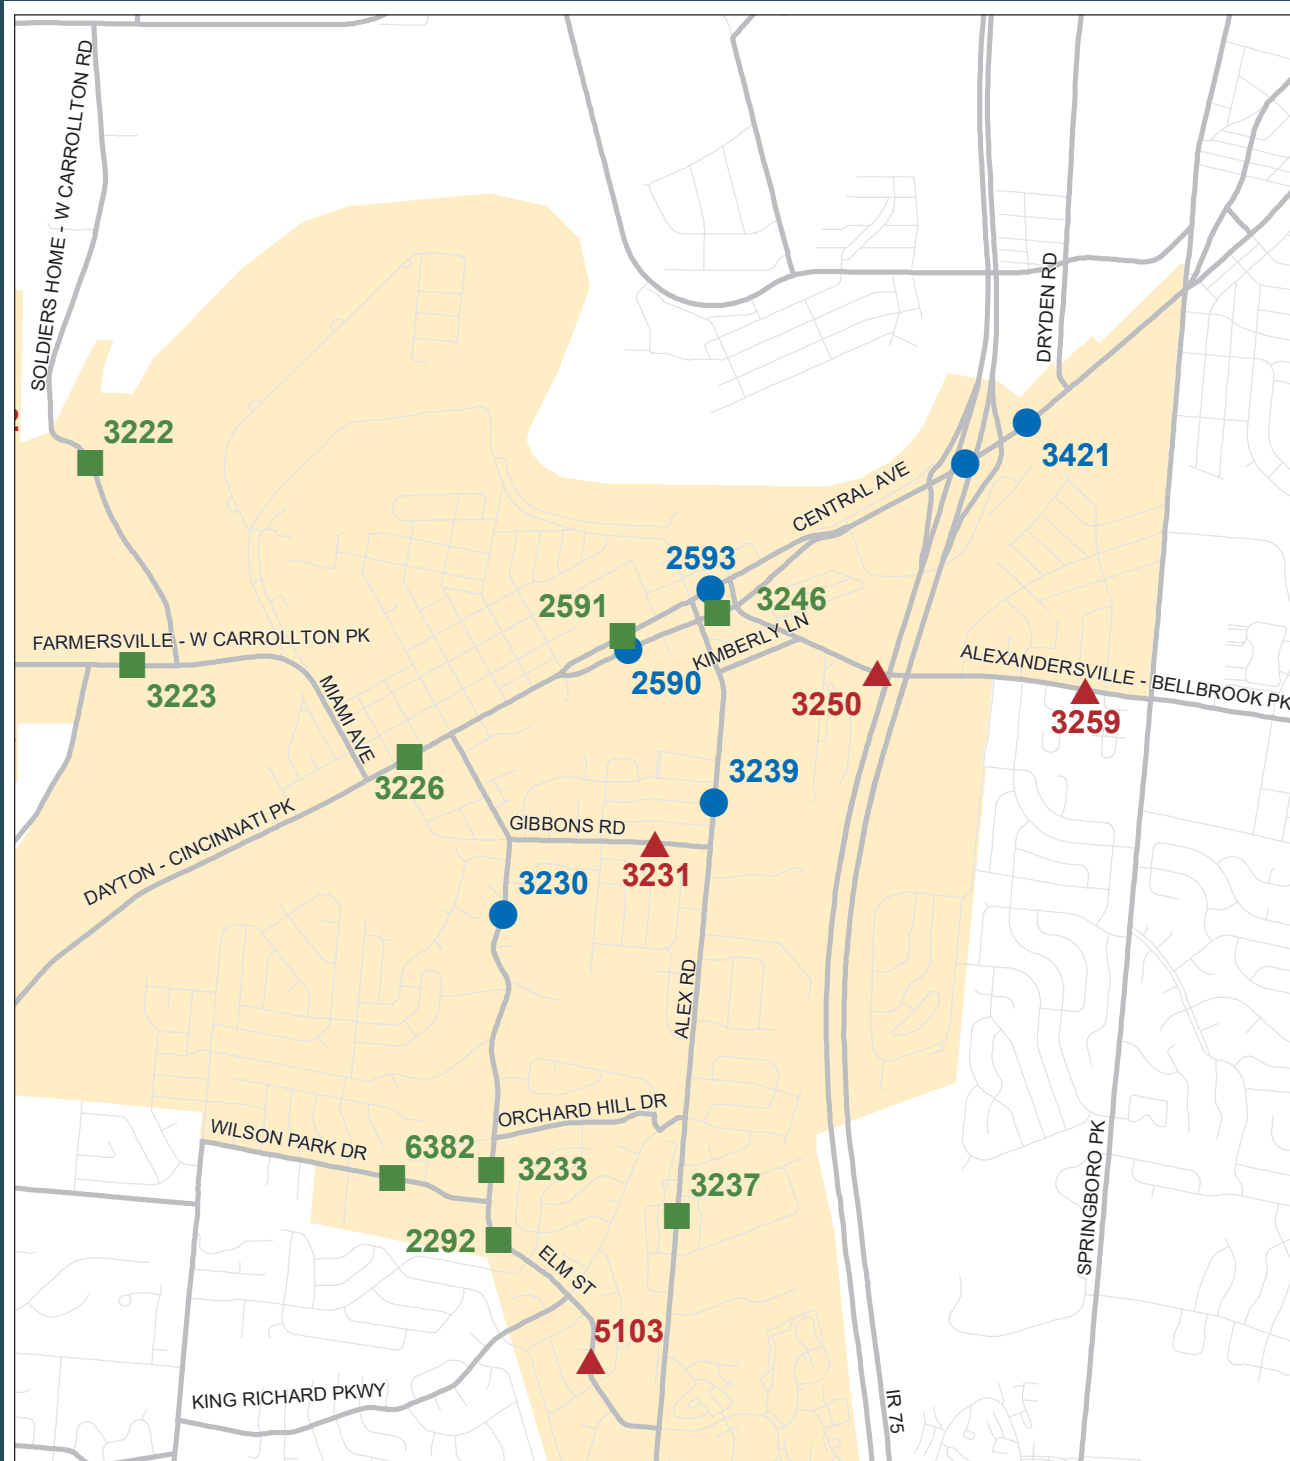 SOLDIERS HOME - W CARROLLTON RD
DRYDEN RD
2
3222
3421
CENTRAL AVE
2593
2591
3246
FARMERSVILLE - W CARROLLTON PK
KIMBERLY LN
ALEXANDERSVILLE - BELLBROOK PK
2590
3223
MIAMI AVE
3250
3259
3239
3226
DAYTON - CINCINNATI PK
GIBBONS RD
3231
3230
ALEX RD
ORCHARD HILL DR
WILSON PARK DR
6382
3233
3237
SPRINGBORO PK
2292
ELM ST
5103
KING RICHARD PKWY
IR 75